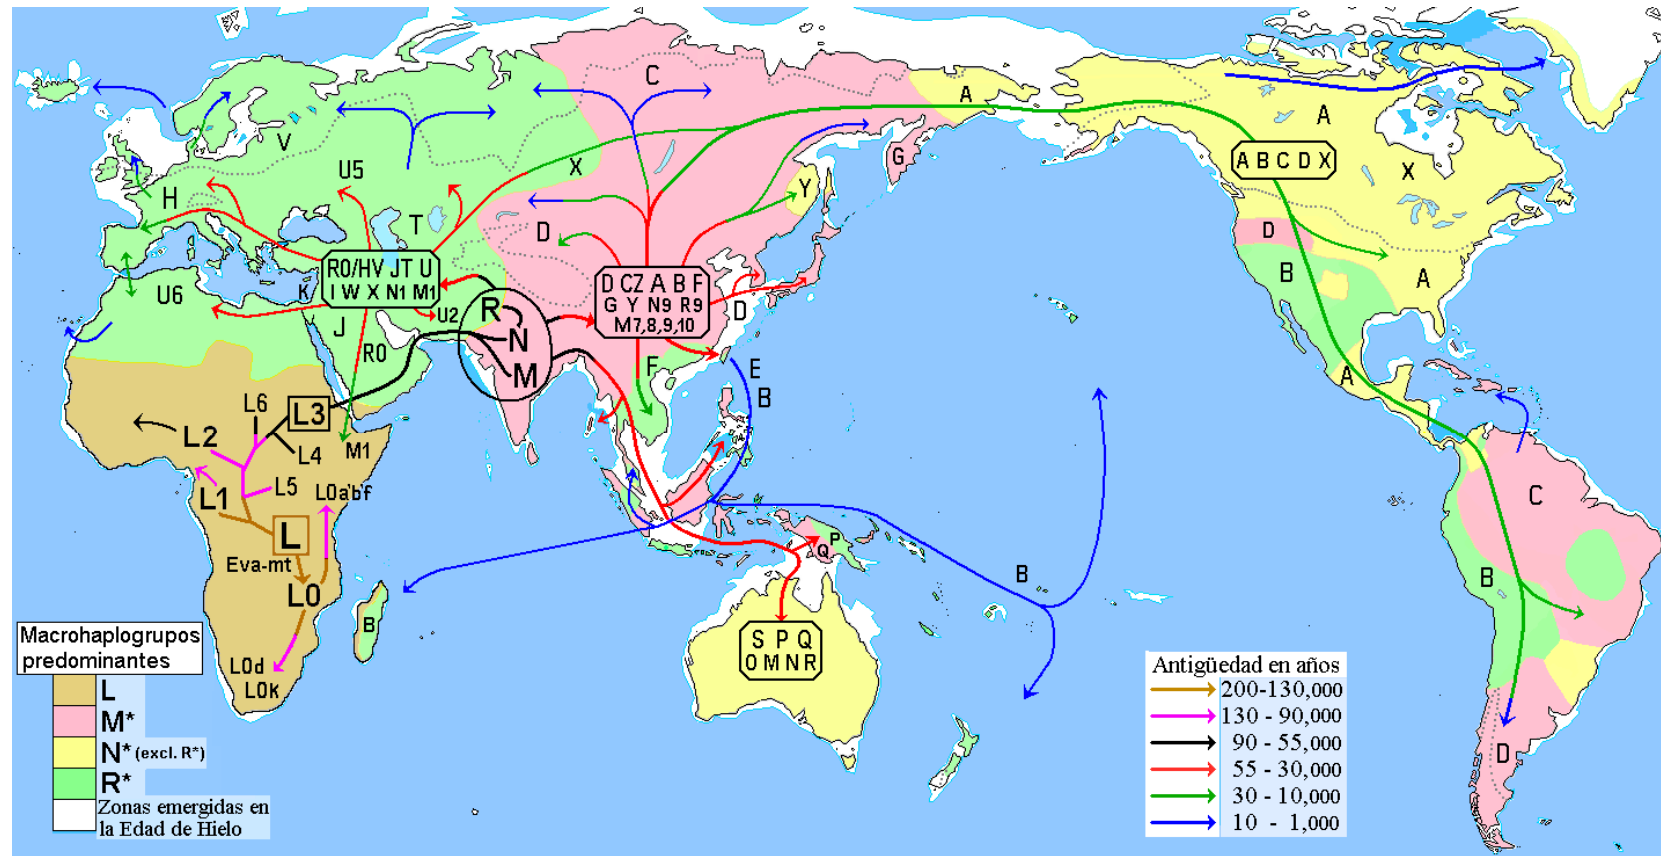 C
A
A
V
U5
X
G
A B C D X
X
H
Y
T
D
D
R0/HV JT U
I W X N1 M1
D CZ A B F
G Y N9 R9
M7,8,9,10
B
A
U6
K
J
U2
R
N
M
D
R0
F
E
B
A
L6
L3
L2
L4
M1
L1
L5
L0a'b'f
C
L
Eva-mt
P
Q
B
B
L0
B
S P Q
O M N R
L0d
L0k
D
Macrohaplogrupos
predominantes
L
M*
N* (excl. R*)
R*
Zonas emergidas en
la Edad de Hielo
Antigüedad en años
200-130,000
130 - 90,000
90 - 55,000
55 - 30,000
30 - 10,000
10 - 1,000